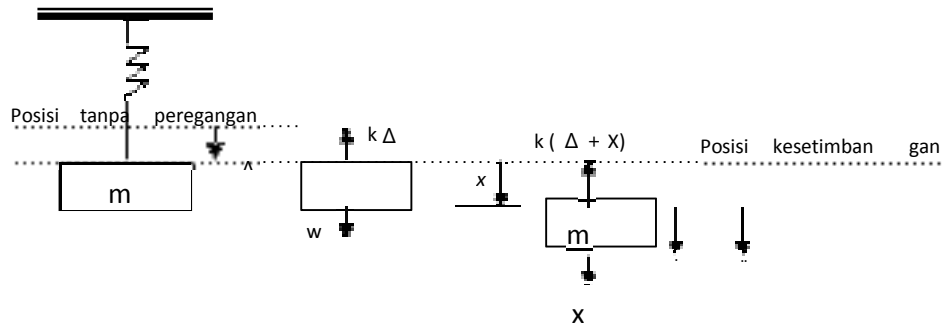 Posisi tanpa peregangan
k Δ
k ( Δ + X)
Posisi kesetimban gan
x
m
w
m
X